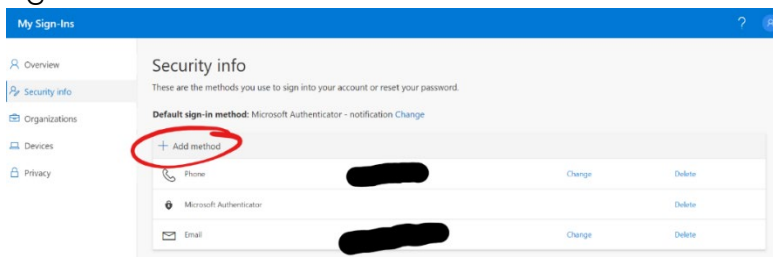 My Sign-Ins ?
Overview
Security info
Organizations
Devices
Privacy
Security info
These are the methods you use to sign into your account or reset your password.
Default sign-in method: Microsoft Authenticator - notification Change
+ Add method
Phone Change Delete
Microsoft Authenticator Delete
Email Change Delete